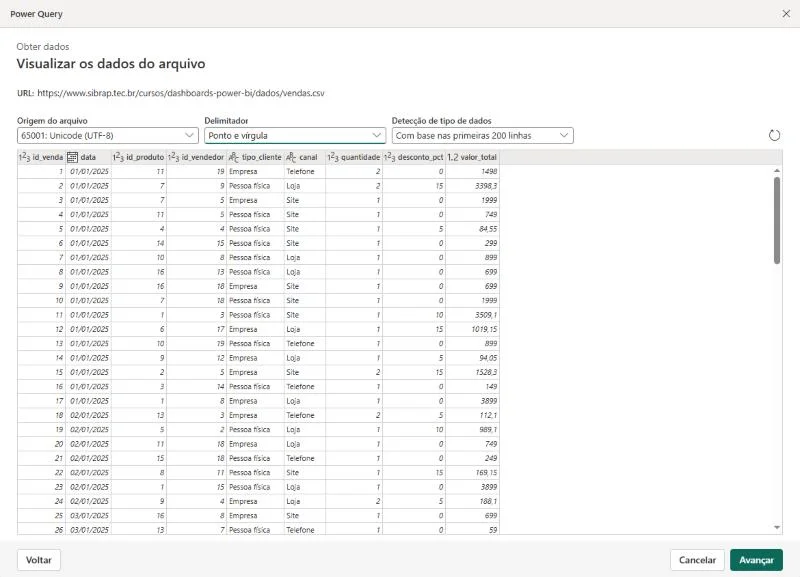 Power Query
Obter dados
Visualizar os dados do arquivo
URL: https://www.sibrap.tec.br/cursos/dashboards-power-bi/dados/vendas.csv
Origem do arquivo Delimitador Detecção de tipo de dados
65001: Unicode (UTF-8) Ponto e vírgula Com base nas primeiras 200 linhas
1²3 id_venda data 1²3 id_produto 1²3 id_vendedor ABC tipo_cliente ABC canal 1²3 quantidade 1²3 desconto_pct 1.2 valor_total
1 01/01/2025 11 19 Empresa Telefone 2 0 1498
2 01/01/2025 7 9 Pessoa física Loja 2 15 3398,3
3 01/01/2025 7 5 Empresa Site 1 0 1999
4 01/01/2025 11 5 Pessoa física Site 1 0 749
5 01/01/2025 4 4 Pessoa física Site 1 5 84,55
6 01/01/2025 14 15 Pessoa física Site 1 0 299
7 01/01/2025 10 8 Pessoa física Loja 1 0 899
8 01/01/2025 16 13 Pessoa física Loja 1 0 699
9 01/01/2025 16 18 Empresa Site 1 0 699
10 01/01/2025 7 18 Pessoa física Site 1 0 1999
11 01/01/2025 1 3 Pessoa física Site 1 10 3509,1
12 01/01/2025 6 17 Empresa Loja 1 15 1019,15
13 01/01/2025 10 19 Pessoa física Telefone 1 0 899
14 01/01/2025 9 12 Empresa Loja 1 5 94,05
15 01/01/2025 2 5 Empresa Site 2 15 1528,3
16 01/01/2025 3 14 Pessoa física Telefone 1 0 149
17 01/01/2025 1 8 Empresa Loja 1 0 3899
18 02/01/2025 13 3 Empresa Telefone 2 5 112,1
19 02/01/2025 5 2 Pessoa física Loja 1 10 989,1
20 02/01/2025 11 18 Empresa Loja 1 0 749
21 02/01/2025 15 18 Pessoa física Telefone 1 0 249
22 02/01/2025 8 11 Pessoa física Site 1 15 169,15
23 02/01/2025 1 15 Pessoa física Loja 1 0 3899
24 02/01/2025 9 4 Empresa Loja 2 5 188,1
25 03/01/2025 16 8 Empresa Site 1 0 699
26 03/01/2025 13 7 Pessoa física Telefone 1 0 59
Voltar Cancelar Avançar